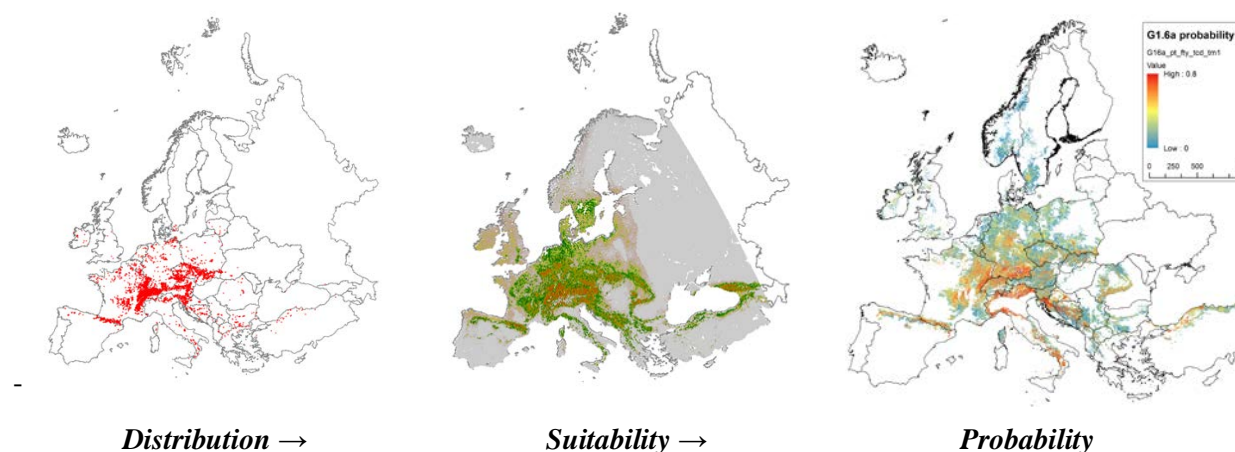 G1.6a probability
G16a_pt_fty_tcd_tm1
Value
High : 0.8
Low : 0
0 250 500
-
Distribution →
Suitability →
Probability